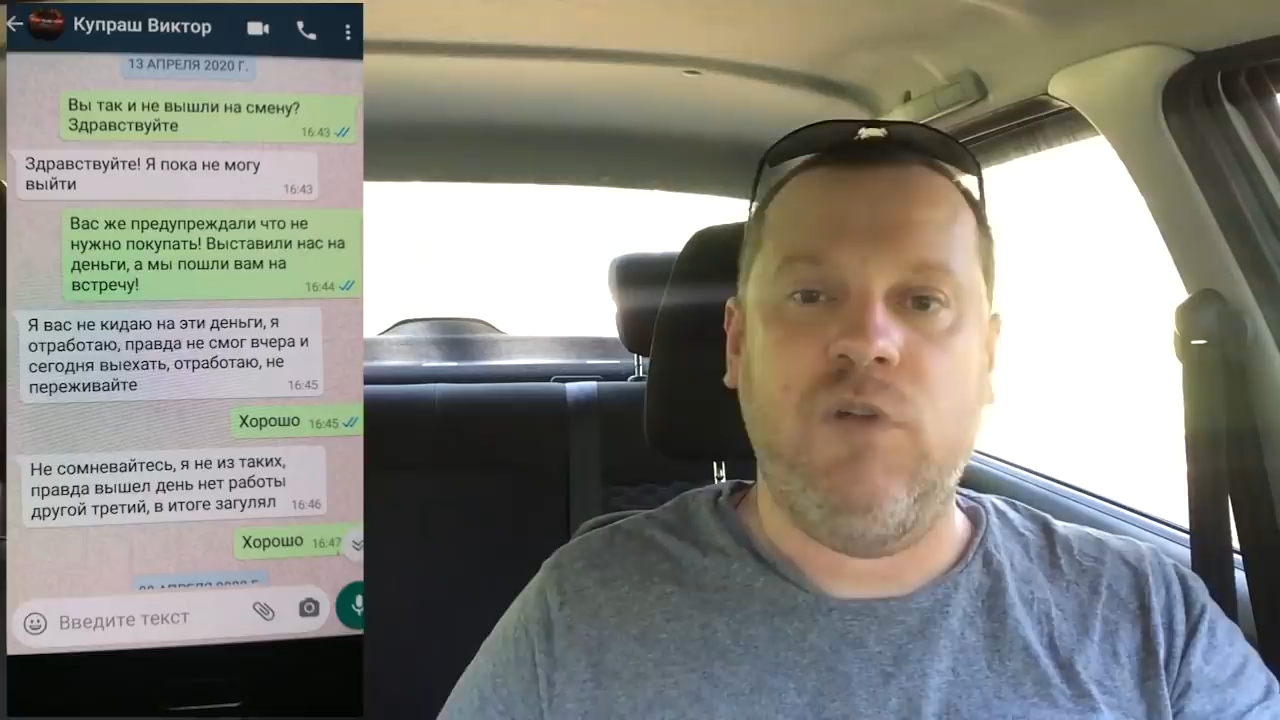 Купраш Виктор
13 АПРЕЛЯ 2020 Г.
Вы так и не вышли на смену?
Здравствуйте
16:43
Здравствуйте! Я пока не могу
выйти
16:43
Вас же предупреждали что не
нужно покупать! Выставили нас на
деньги, а мы пошли вам на
встречу!
16:44
Я вас не кидаю на эти деньги, я
отработаю, правда не смог вчера и
сегодня выехать, отработаю, не
переживайте
16:45
Хорошо 16:45
Не сомневайтесь, я не из таких,
правда вышел день нет работы
другой третий, в итоге загулял 16:46
Хорошо 16:47
Введите текст